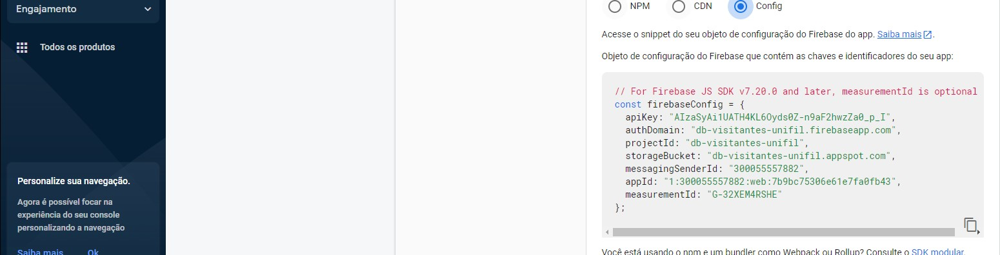 Engajamento
Todos os produtos
Personalize sua navegação.
Agora é possível focar na
experiência do seu console
personalizando a navegação
Saiba mais Ok
NPM CDN Config
Acesse o snippet do seu objeto de configuração do Firebase do app. Saiba mais.
Objeto de configuração do Firebase que contém as chaves e identificadores do seu app:
// For Firebase JS SDK v7.20.0 and later, measurementId is optional
const firebaseConfig = {
  apiKey: "AIzaSyAi1UATH4KL6Oyds0Z-n9aF2hwzZa0_p_I",
  authDomain: "db-visitantes-unifil.firebaseapp.com",
  projectId: "db-visitantes-unifil",
  storageBucket: "db-visitantes-unifil.appspot.com",
  messagingSenderId: "300055557882",
  appId: "1:300055557882:web:7b9bc75306e61e7fa0fb43",
  measurementId: "G-32XEM4RSHE"
};
Você está usando o npm e um bundler como Webpack ou Rollup? Consulte o SDK modular.